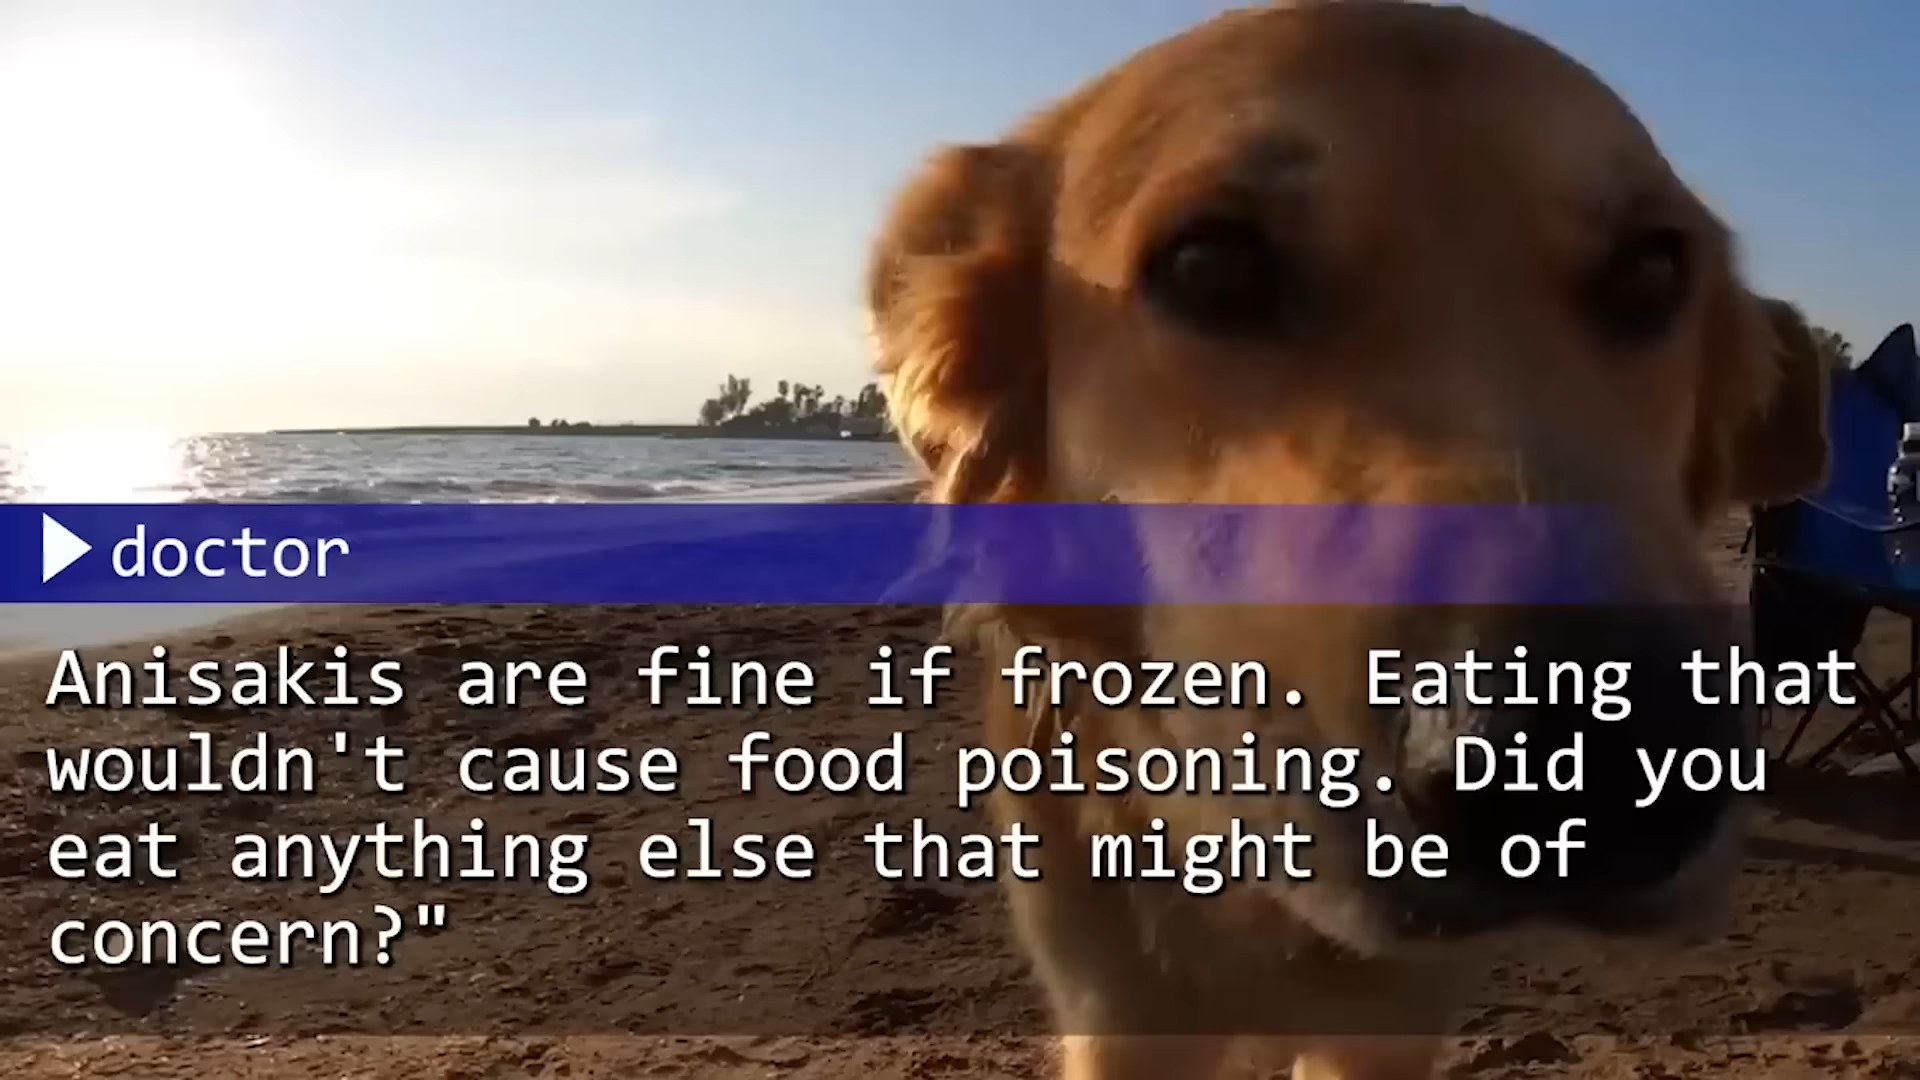 doctor
Anisakis are fine if frozen. Eating that
wouldn't cause food poisoning. Did you
eat anything else that might be of
concern?"